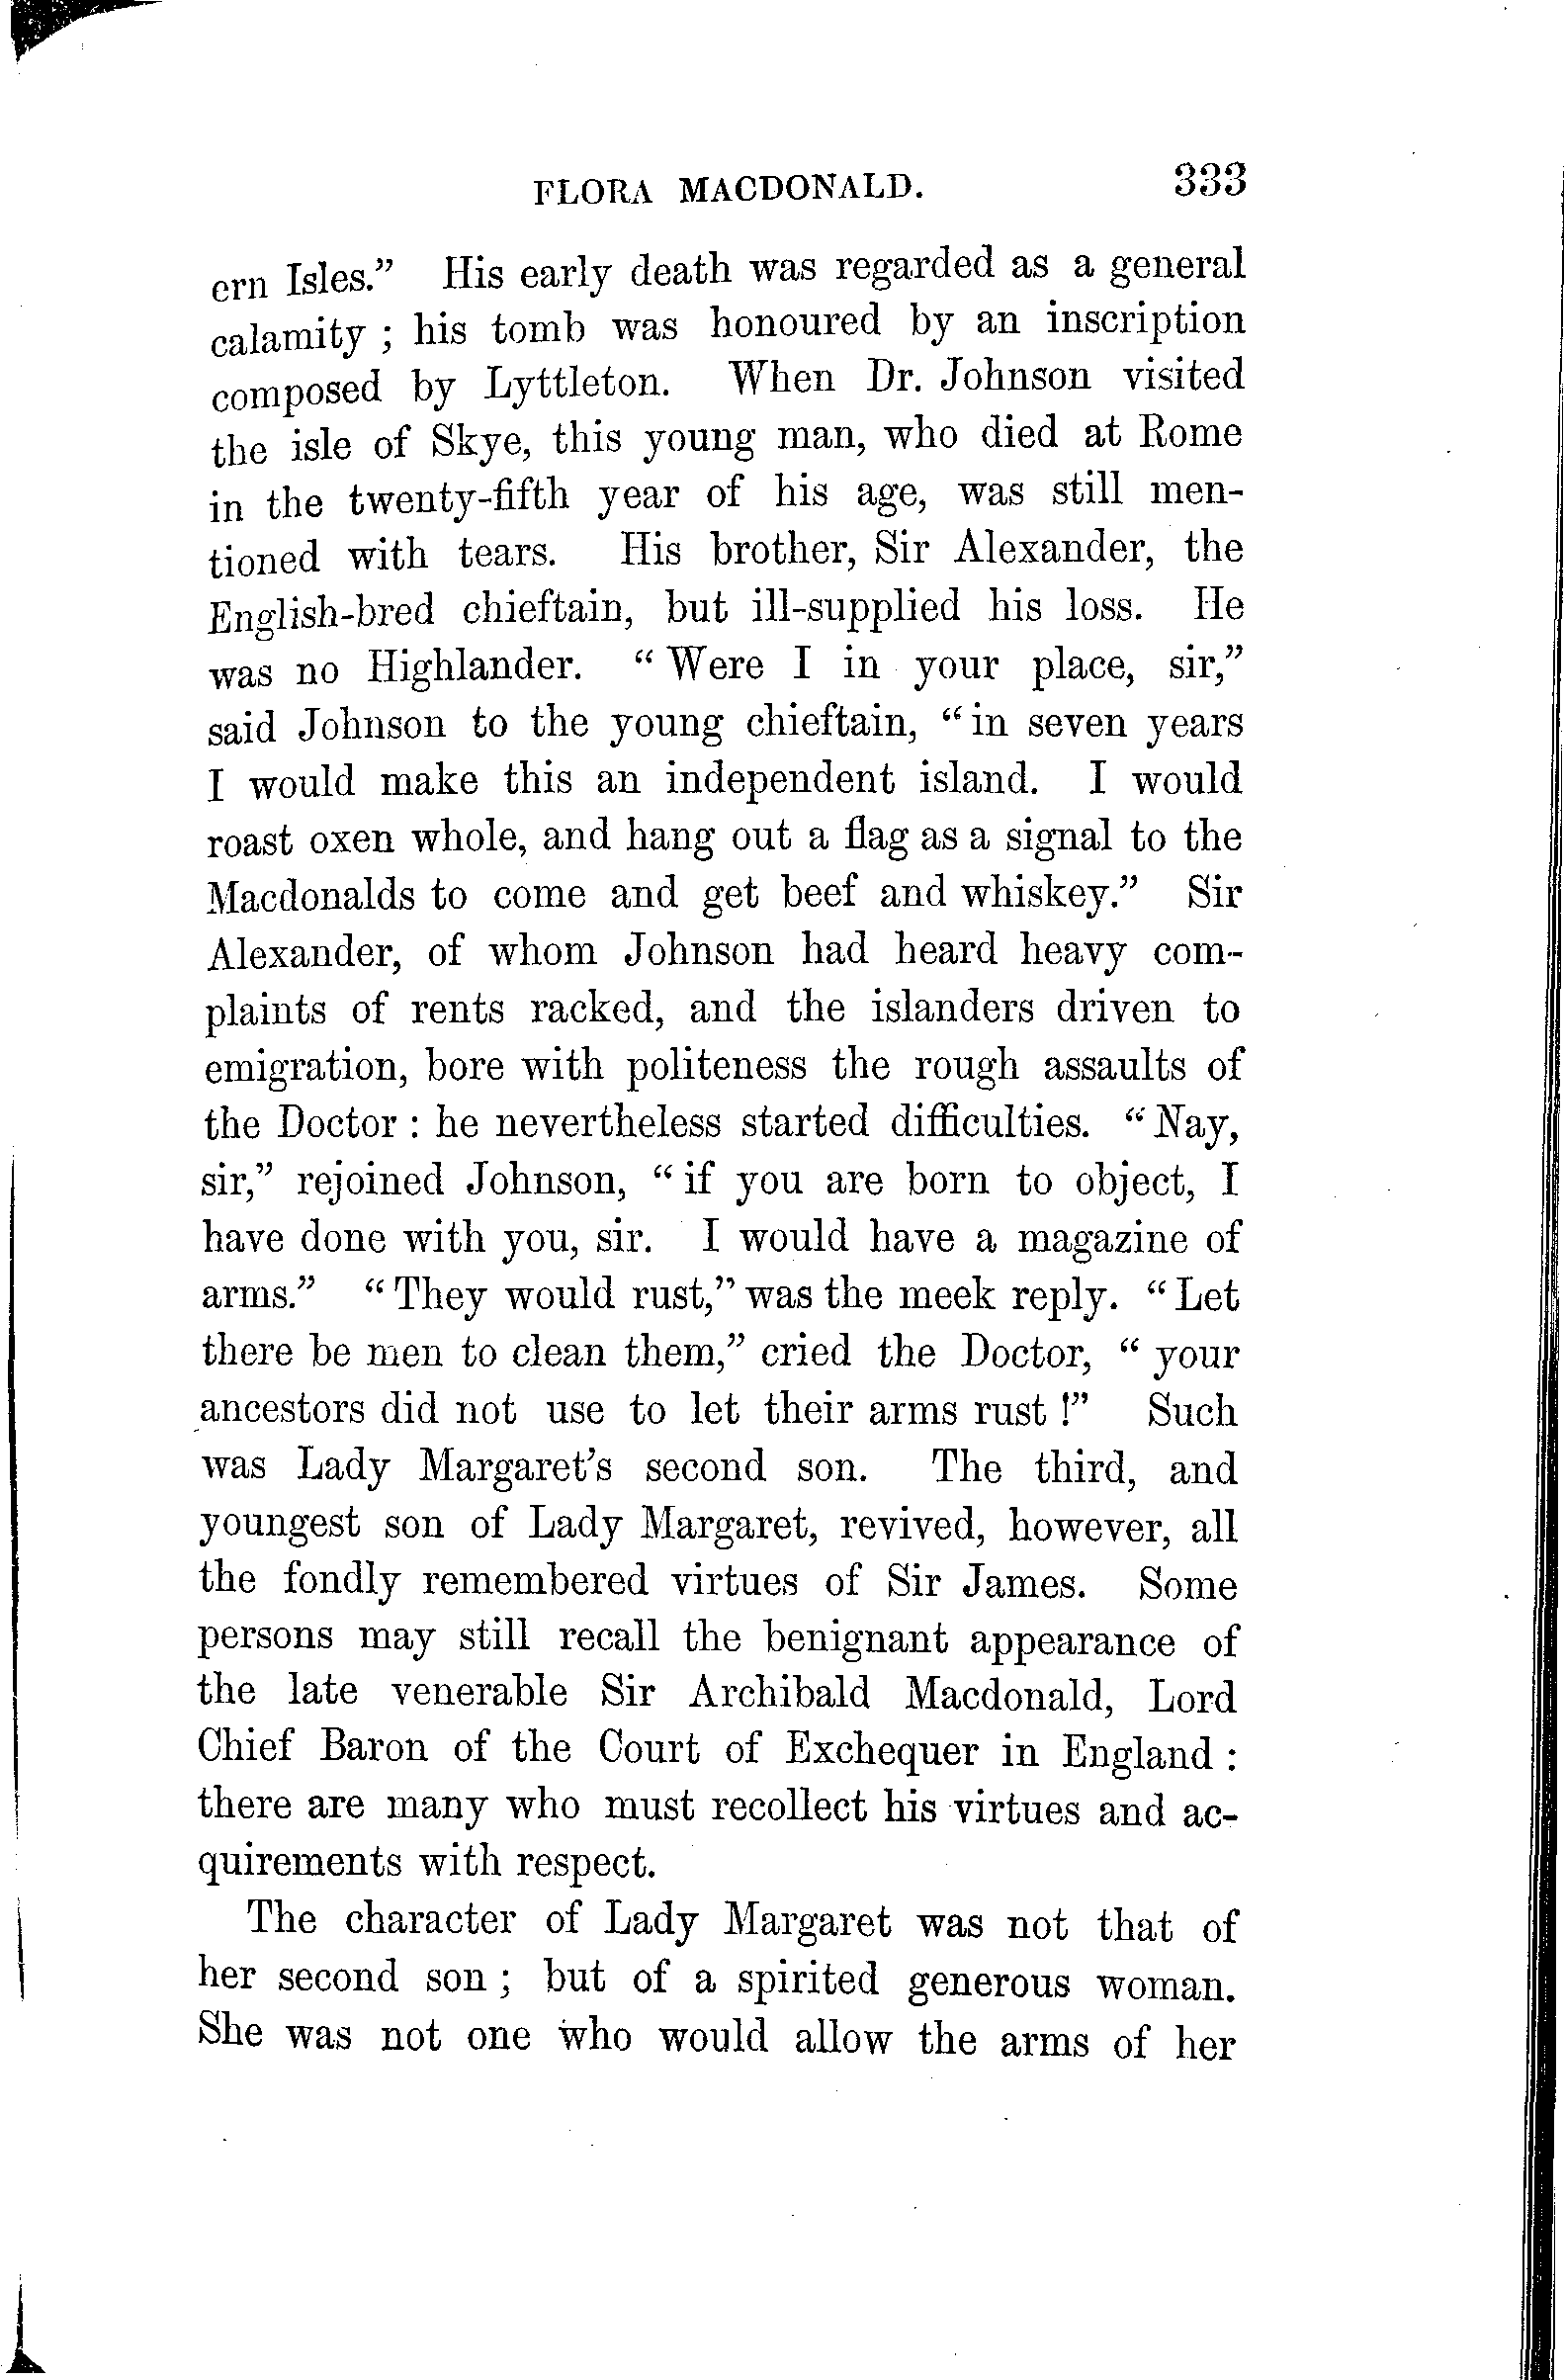 FLORA MACDONALD. 333
ern Isles." His early death was regarded as a general
calamity ; his tomb was honoured by an inscription
composed by Lyttleton. When Dr. Johnson visited
the isle of Skye, this young man, who died at Rome
in the twenty-fifth year of his age, was still men-
tioned with tears. His brother, Sir Alexander, the
English-bred chieftain, but ill-supplied his loss. He
was no Highlander. " Were I in your place, sir,"
said Johnson to the young chieftain, " in seven years
I would make this an independent island. I would
roast oxen whole, and hang out a flag as a signal to the
Macdonalds to come and get beef and whiskey." Sir
Alexander, of whom Johnson had heard heavy com-
plaints of rents racked, and the islanders driven to
emigration, bore with politeness the rough assaults of
the Doctor : he nevertheless started difficulties. " Nay,
sir," rejoined Johnson, " if you are born to object, I
have done with you, sir. I would have a magazine of
arms." " They would rust," was the meek reply. " Let
there be men to clean them," cried the Doctor, " your
ancestors did not use to let their arms rust !" Such
was Lady Margaret's second son. The third, and
youngest son of Lady Margaret, revived, however, all
the fondly remembered virtues of Sir James. Some
persons may still recall the benignant appearance of
the late venerable Sir Archibald Macdonald, Lord
Chief Baron of the Court of Exchequer in England :
there are many who must recollect his virtues and ac-
quirements with respect.
The character of Lady Margaret was not that of
her second son ; but of a spirited generous woman.
She was not one who would allow the arms of her